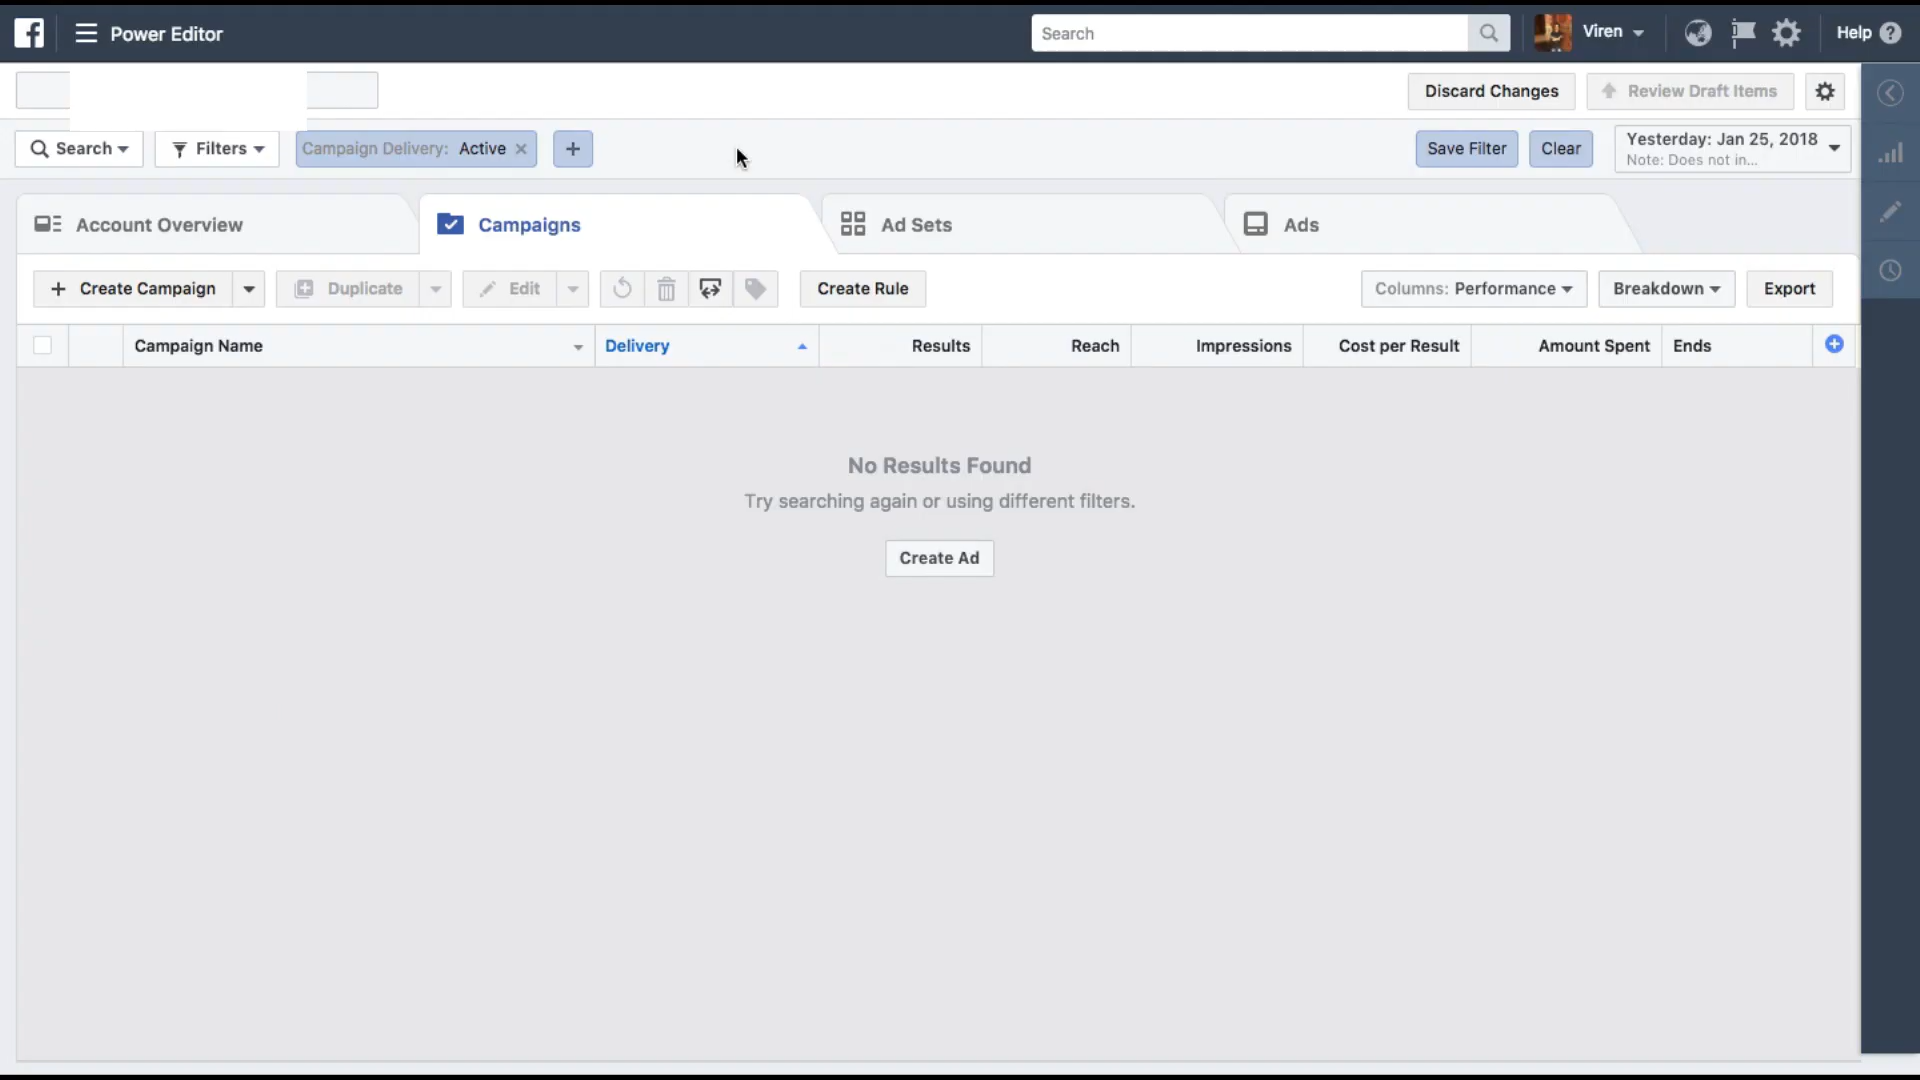 Power Editor
Search
Viren
Help
Discard Changes
Review Draft Items
Search
Filters
Campaign Delivery: Active
Save Filter
Clear
Yesterday: Jan 25, 2018
Note: Does not in...
Account Overview
Campaigns
Ad Sets
Ads
Create Campaign
Duplicate
Edit
Create Rule
Columns: Performance
Breakdown
Export
Campaign Name
Delivery
Results
Reach
Impressions
Cost per Result
Amount Spent
Ends
No Results Found
Try searching again or using different filters.
Create Ad